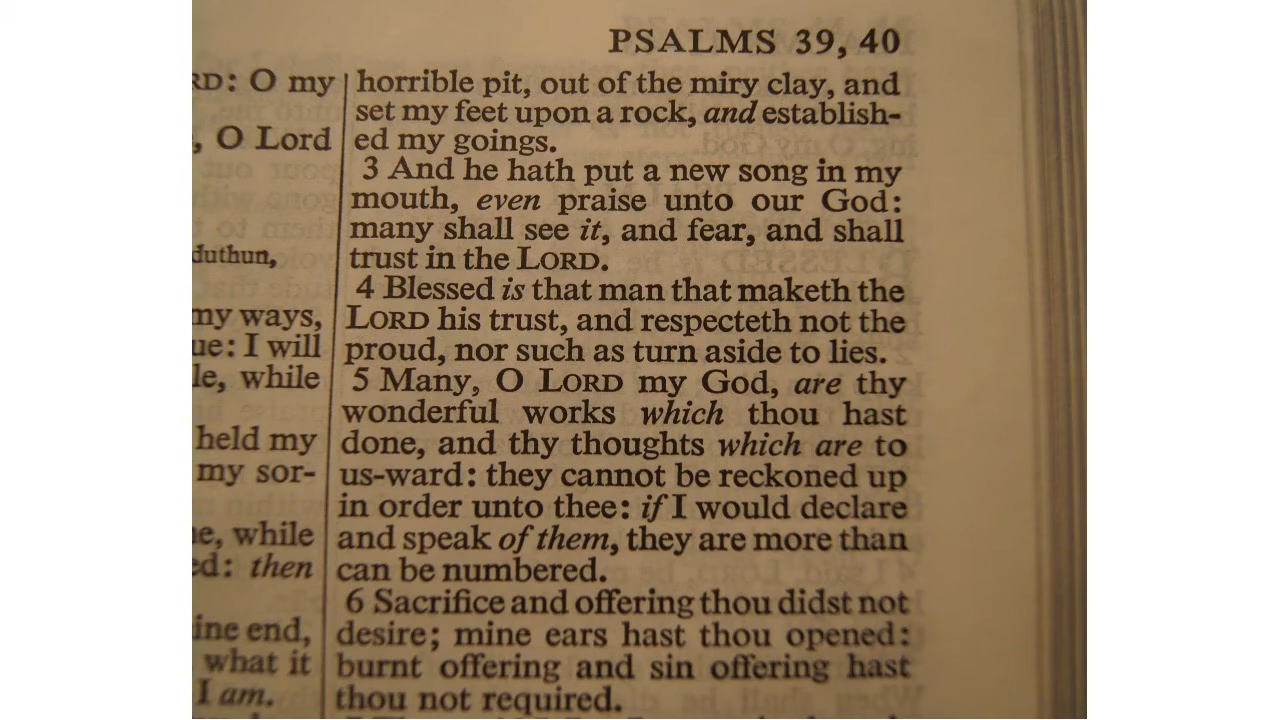 PSALMS 39, 40
: O my
, O Lord
my ways,
: I will
, while
held my
my sor-
, while
: then
end,
what it
I am.
horrible pit, out of the miry clay, and
set my feet upon a rock, and establish-
ed my goings.
3 And he hath put a new song in my
mouth, even praise unto our God:
many shall see it, and fear, and shall
trust in the LORD.
4 Blessed is that man that maketh the
LORD his trust, and respecteth not the
proud, nor such as turn aside to lies.
5 Many, O LORD my God, are thy
wonderful works which thou hast
done, and thy thoughts which are to
us-ward: they cannot be reckoned up
in order unto thee: if I would declare
and speak of them, they are more than
can be numbered.
6 Sacrifice and offering thou didst not
desire; mine ears hast thou opened:
burnt offering and sin offering hast
thou not required.